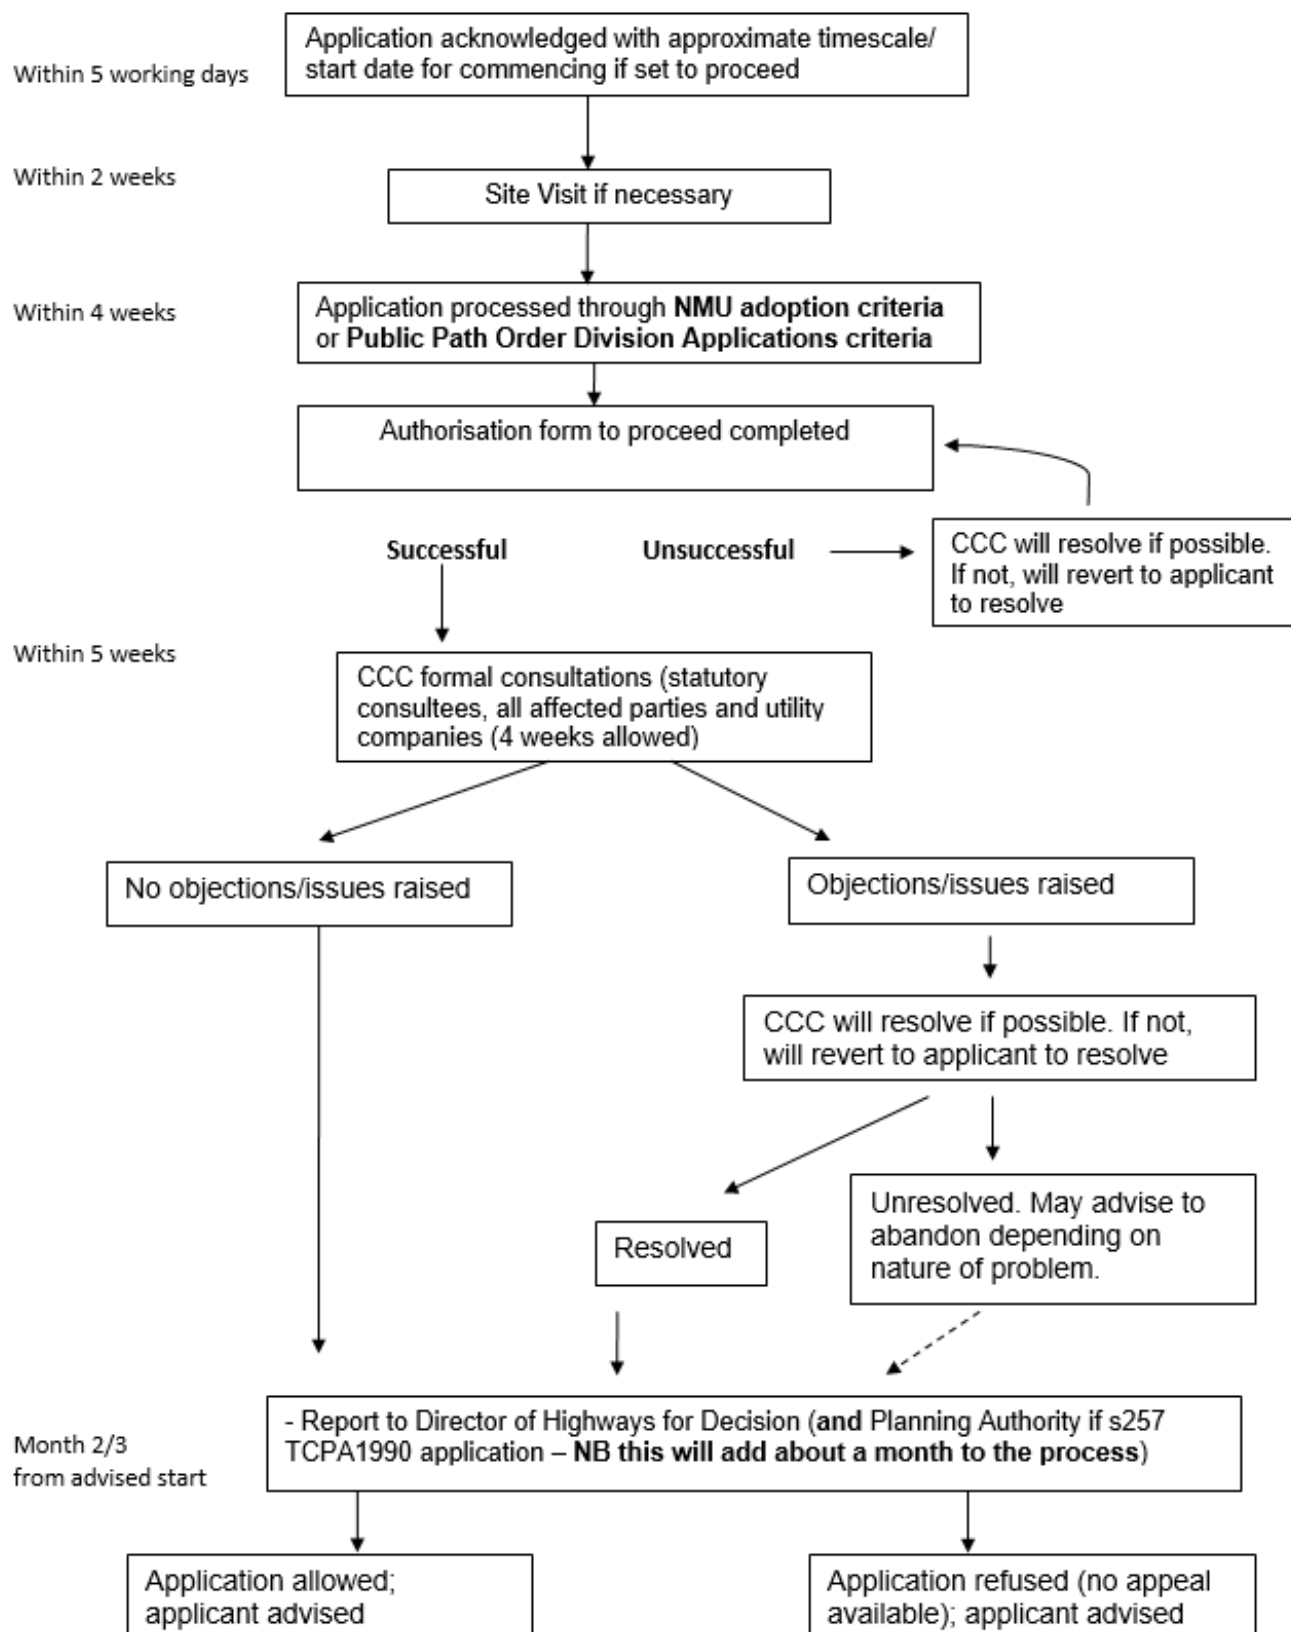 Application acknowledged with approximate timescale/
start date for commencing if set to proceed
Within 5 working days
Within 2 weeks
Site Visit if necessary
Within 4 weeks
Application processed through NMU adoption criteria
or Public Path Order Division Applications criteria
Authorisation form to proceed completed
Successful
Unsuccessful
CCC will resolve if possible.
If not, will revert to applicant
to resolve
Within 5 weeks
CCC formal consultations (statutory
consultees, all affected parties and utility
companies (4 weeks allowed)
No objections/issues raised
Objections/issues raised
CCC will resolve if possible. If not,
will revert to applicant to resolve
Resolved
Unresolved. May advise to
abandon depending on
nature of problem.
Month 2/3
from advised start
- Report to Director of Highways for Decision (and Planning Authority if s257
TCPA1990 application – NB this will add about a month to the process)
Application allowed;
applicant advised
Application refused (no appeal
available); applicant advised